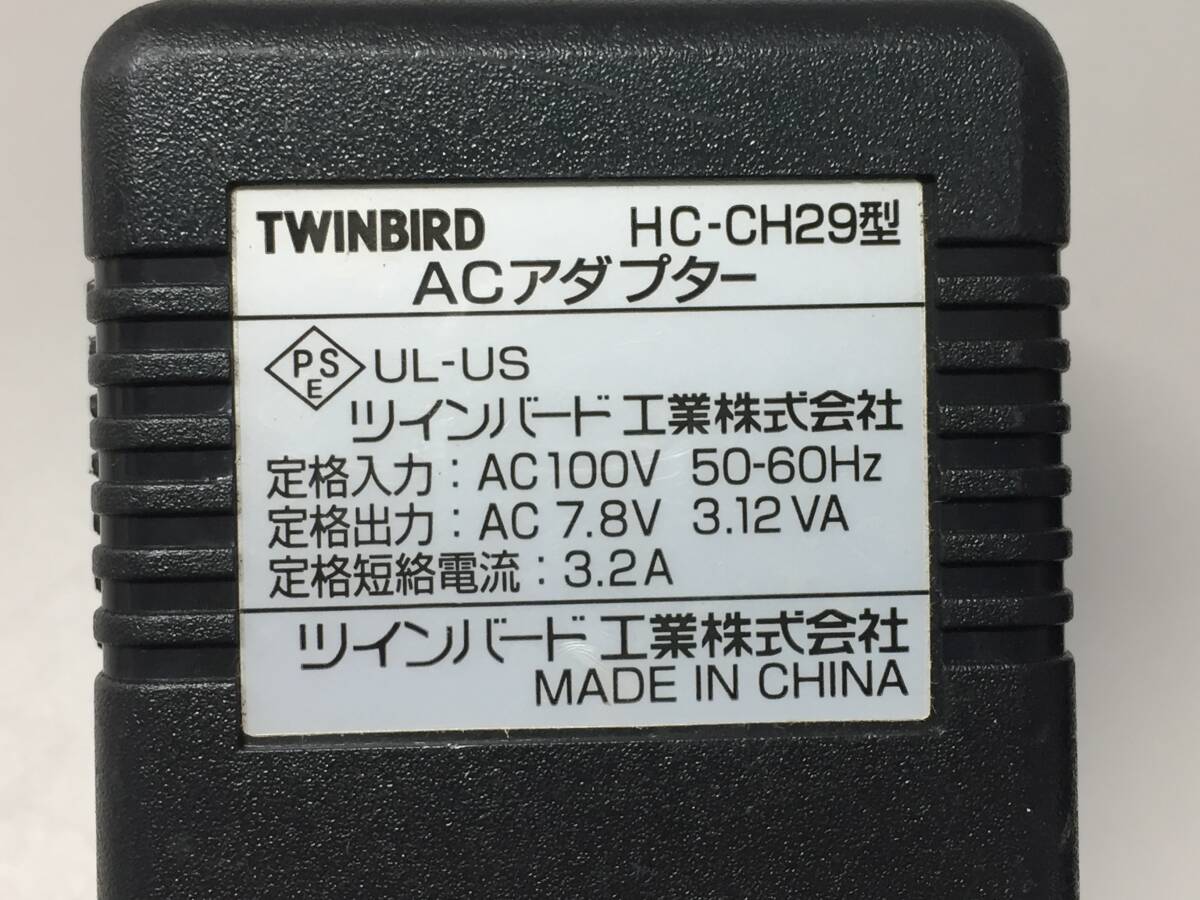 TWINBIRD HC-CH29型
ACアダプター
PSE UL-US
ツインバード工業株式会社
定格入力：AC100V 50-60Hz
定格出力：AC 7.8V 3.12VA
定格短絡電流：3.2A
ツインバード工業株式会社
MADE IN CHINA